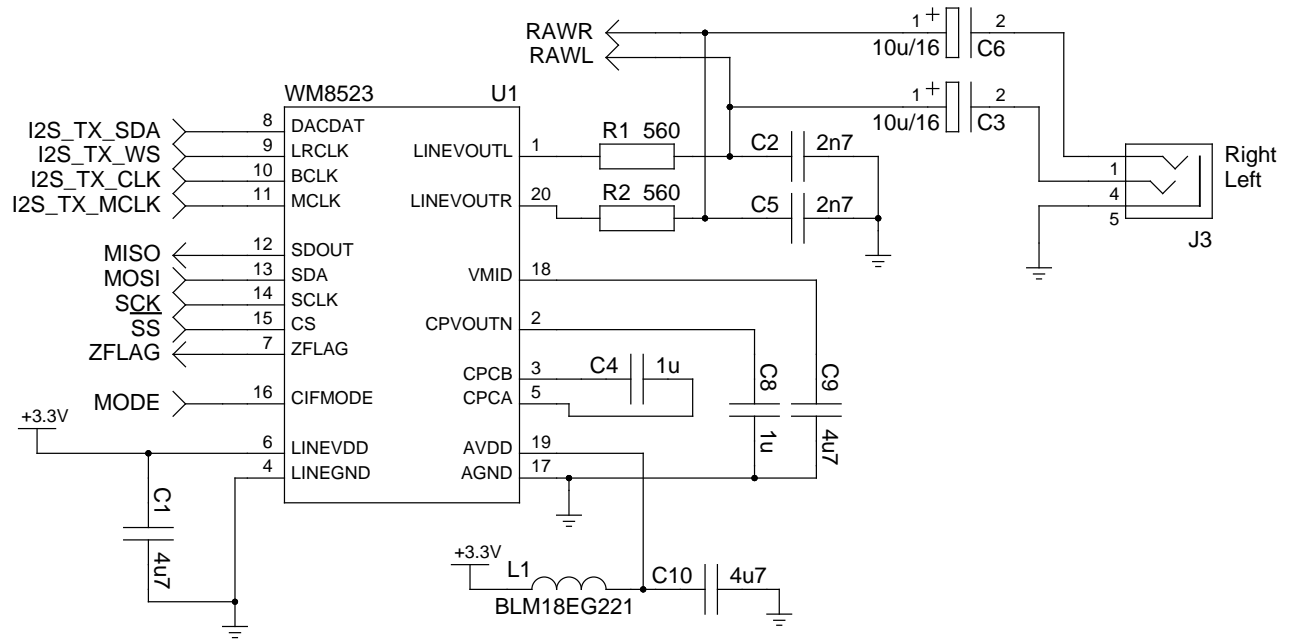 RAWR
RAWL
1 + 2
10u/16 C6
1 + 2
10u/16 C3
WM8523 U1
I2S_TX_SDA 8 DACDAT
I2S_TX_WS 9 LRCLK
I2S_TX_CLK 10 BCLK
I2S_TX_MCLK 11 MCLK
MISO 12 SDOUT
MOSI 13 SDA
SCK 14 SCLK
SS 15 CS
ZFLAG 7 ZFLAG
MODE 16 CIFMODE
+3.3V
6 LINEVDD
4 LINEGND
C1
4u7
LINEVOUTL 1 R1 560 C2 2n7
LINEVOUTR 20 R2 560 C5 2n7
VMID 18
CPVOUTN 2
CPCB 3 C4 1u
CPCA 5
C8
1u
C9
4u7
AVDD 19
AGND 17
+3.3V
L1
BLM18EG221
C10 4u7
1
4
5
Right
Left
J3